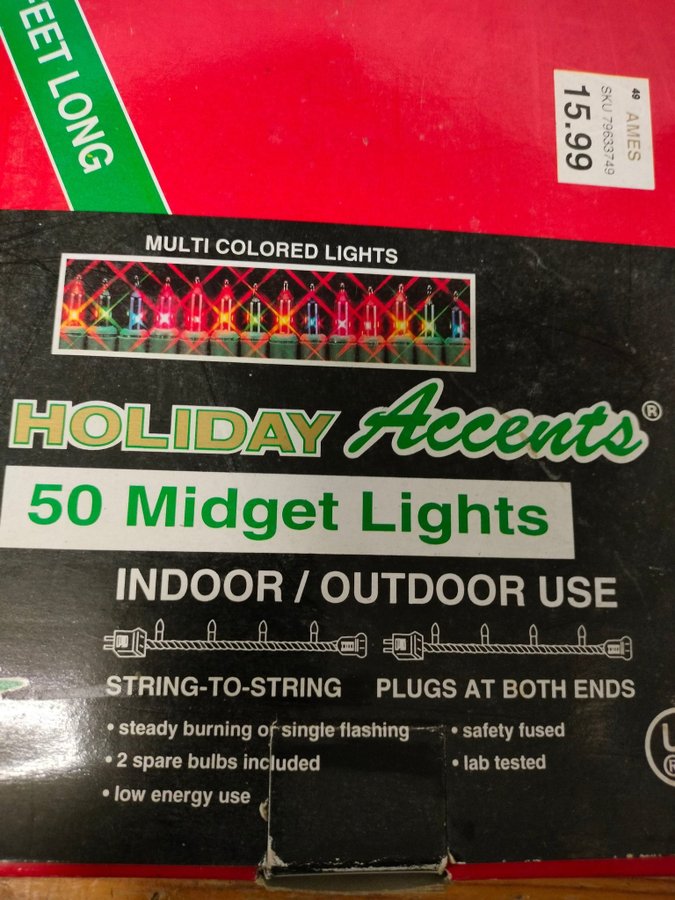 EET LONG
49 AMES
SKU 79633749
15.99
MULTI COLORED LIGHTS
HOLIDAY Accents®
50 Midget Lights
INDOOR / OUTDOOR USE
STRING-TO-STRING PLUGS AT BOTH ENDS
• steady burning or single flashing • safety fused
• 2 spare bulbs included • lab tested
• low energy use